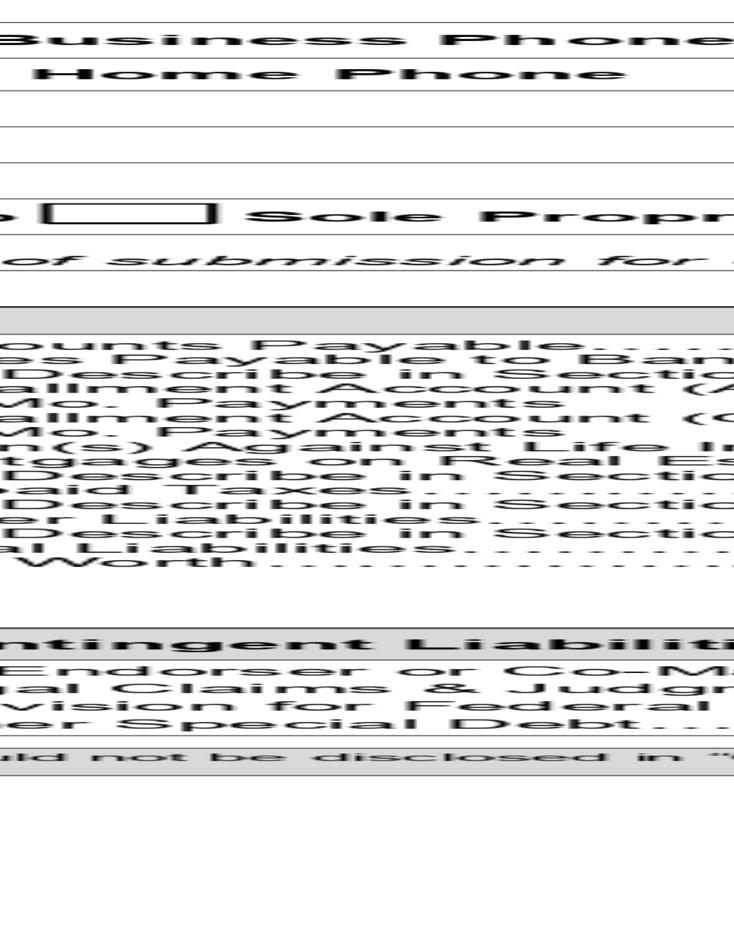 Business Phone
Home Phone
Sole Propr
of submission for
ounts Payable
es Payable to Ban
Describe in Sectio
allment Account (A
Mo. Payments
allment Account (
Mo. Payments
n(s) Against Life In
tgages on Real Es
Describe in Sectio
paid Taxes
Describe in Sectio
er Liabilities
Describe in Sectio
al Liabilities
Worth
ntingent Liabiliti
Endorser or Co-M
gal Claims & Judgr
vision for Federal
er Special Debt
uld not be disclosed in "